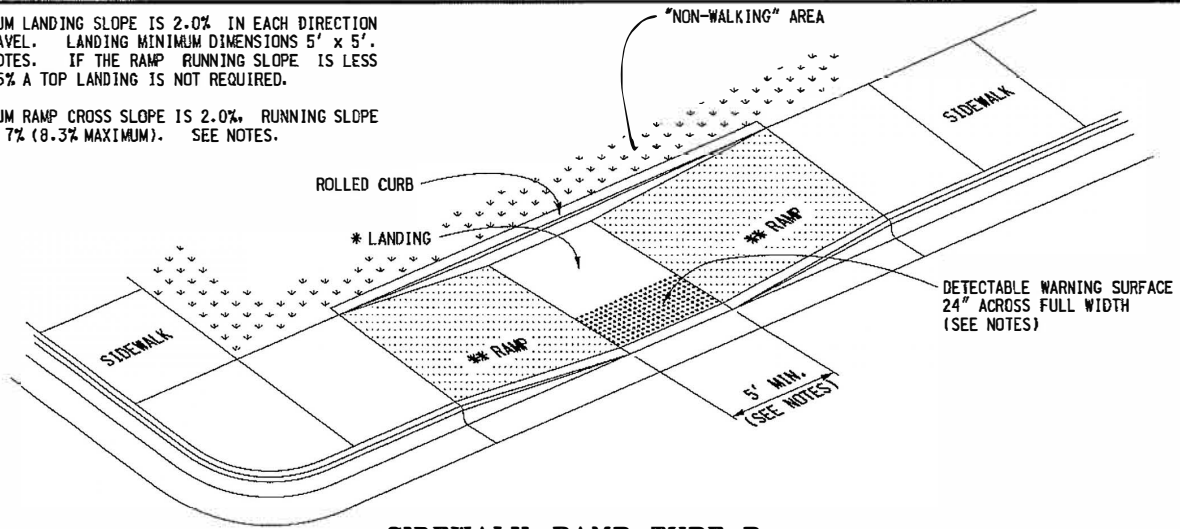 UM LANDING SLOPE IS 2.0% IN EACH DIRECTION
AVEL. LANDING MINIMUM DIMENSIONS 5' x 5'.
OTES. IF THE RAMP RUNNING SLOPE IS LESS
5% A TOP LANDING IS NOT REQUIRED.
UM RAMP CROSS SLOPE IS 2.0%, RUNNING SLOPE
7% (8.3% MAXIMUM). SEE NOTES.
"NON-WALKING" AREA
SIDEWALK
ROLLED CURB
* LANDING
** RAMP
DETECTABLE WARNING SURFACE
24" ACROSS FULL WIDTH
(SEE NOTES)
SIDEWALK
** RAMP
5' MIN.
(SEE NOTES)